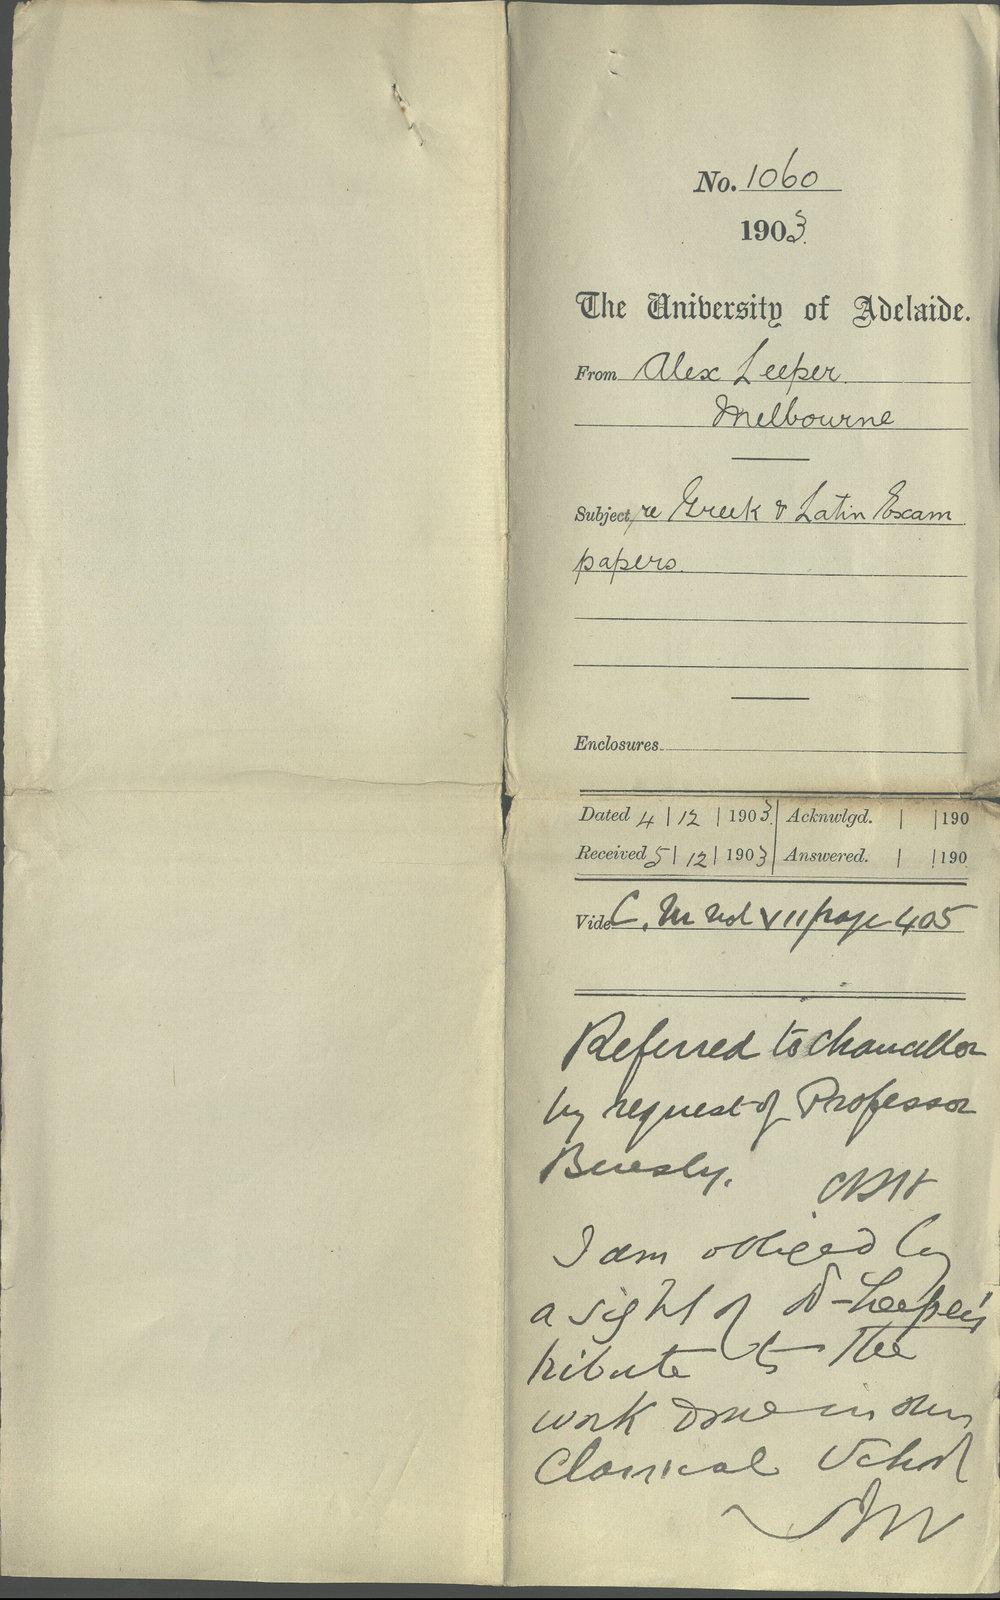 No. 1060
1903.
The University of Adelaide.
From Alex Leeper.
Melbourne
Subject, re Greek & Latin Exam
papers.
Enclosures
Dated 4 | 12 | 1903. Acknwlgd. | | 190
Received 5 | 12 | 1903 Answered. | | 190
Vide C. M Vol VII page 405
Referred to Chancellor
by request of Professor
Bensly.
I am obliged by
a sight of Dr Leeper's
tribute to the
work done in our
Classical School